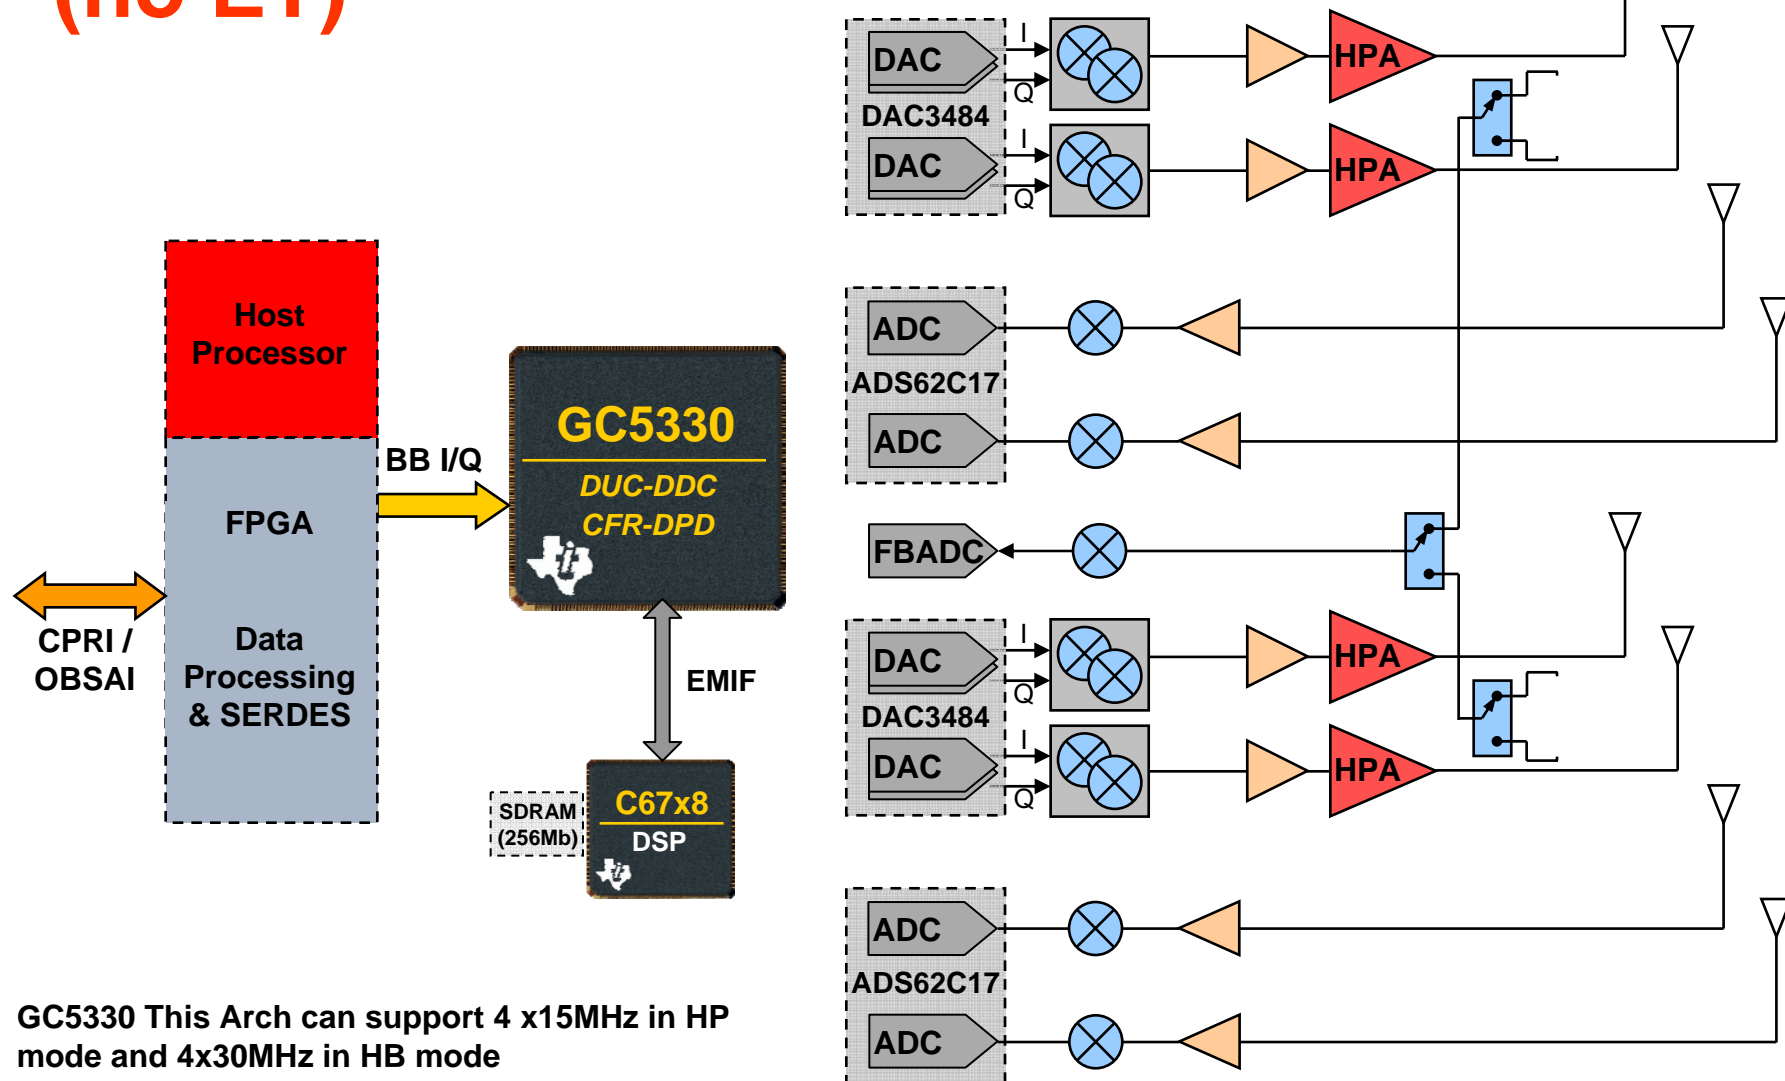 (no ET)
Host
Processor
FPGA
Data
Processing
& SERDES
CPRI /
OBSAI
BB I/Q
GC5330
DUC-DDC
CFR-DPD
EMIF
SDRAM
(256Mb)
C67x8
DSP
DAC
I
Q
HPA
DAC3484
DAC
I
Q
HPA
ADC
ADS62C17
ADC
FBADC
DAC
I
Q
HPA
DAC3484
DAC
I
Q
HPA
ADC
ADS62C17
ADC
GC5330 This Arch can support 4 x15MHz in HP
mode and 4x30MHz in HB mode